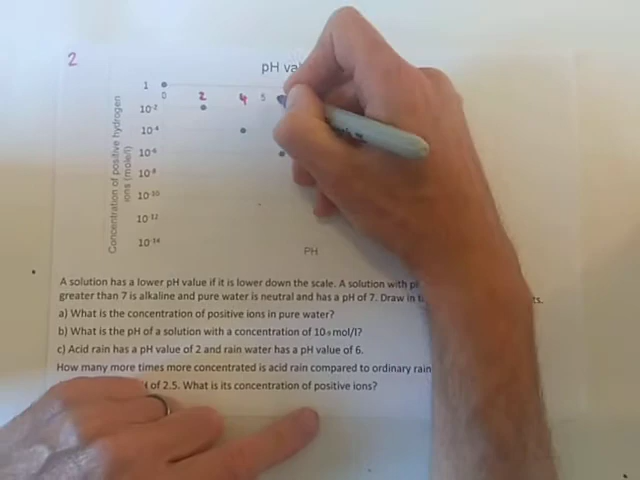 2
pH va
1
0 2 4 5
10-2
10-4
10-6
10-8
10-10
10-12
10-14
Concentration of positive hydrogen
ions (mole/l)
PH
A solution has a lower pH value if it is lower down the scale. A solution with
greater than 7 is alkaline and pure water is neutral and has a pH of 7. Draw in
a) What is the concentration of positive ions in pure water?
b) What is the pH of a solution with a concentration of 10-9 mol/l?
c) Acid rain has a pH value of 2 and rain water has a pH value of 6.
How many more times more concentrated is acid rain compared to ordinary rain
of 2.5. What is its concentration of positive ions?